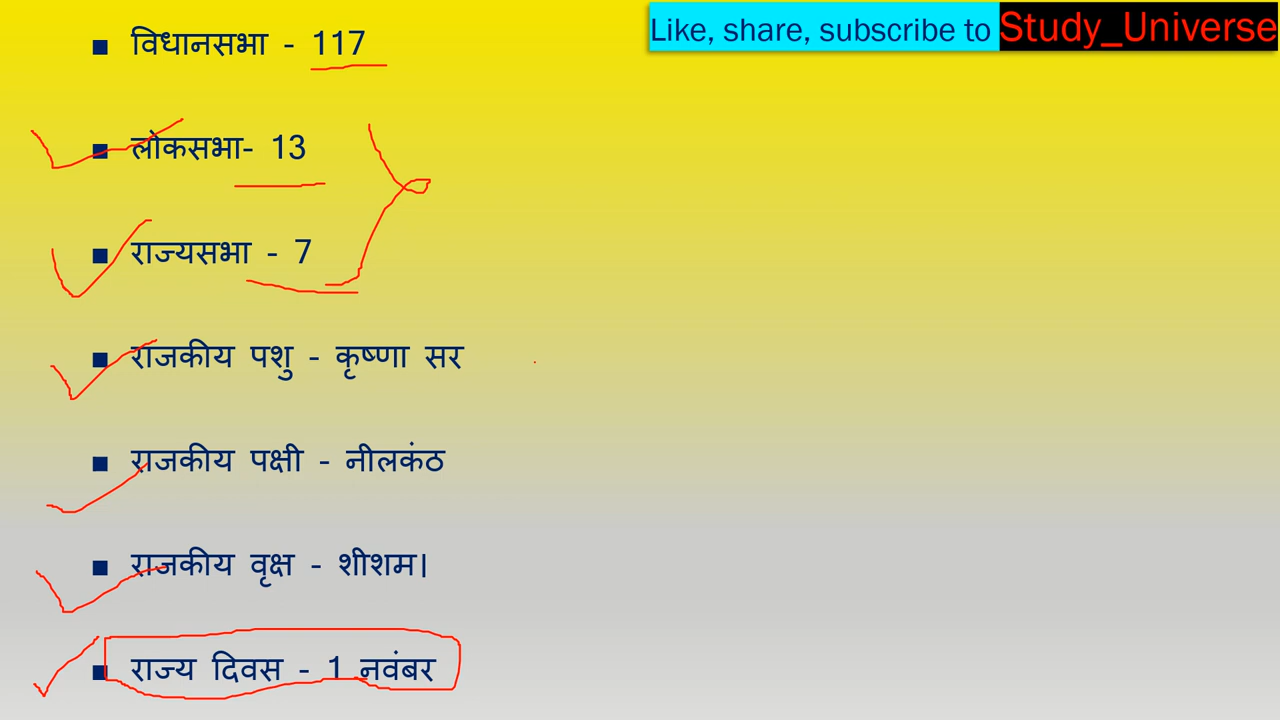 Like, share, subscribe to Study_Universe
▪ विधानसभा - 117
▪ लोकसभा- 13
▪ राज्यसभा - 7
▪ राजकीय पशु - कृष्णा सर
▪ राजकीय पक्षी - नीलकंठ
▪ राजकीय वृक्ष - शीशम।
▪ राज्य दिवस - 1 नवंबर